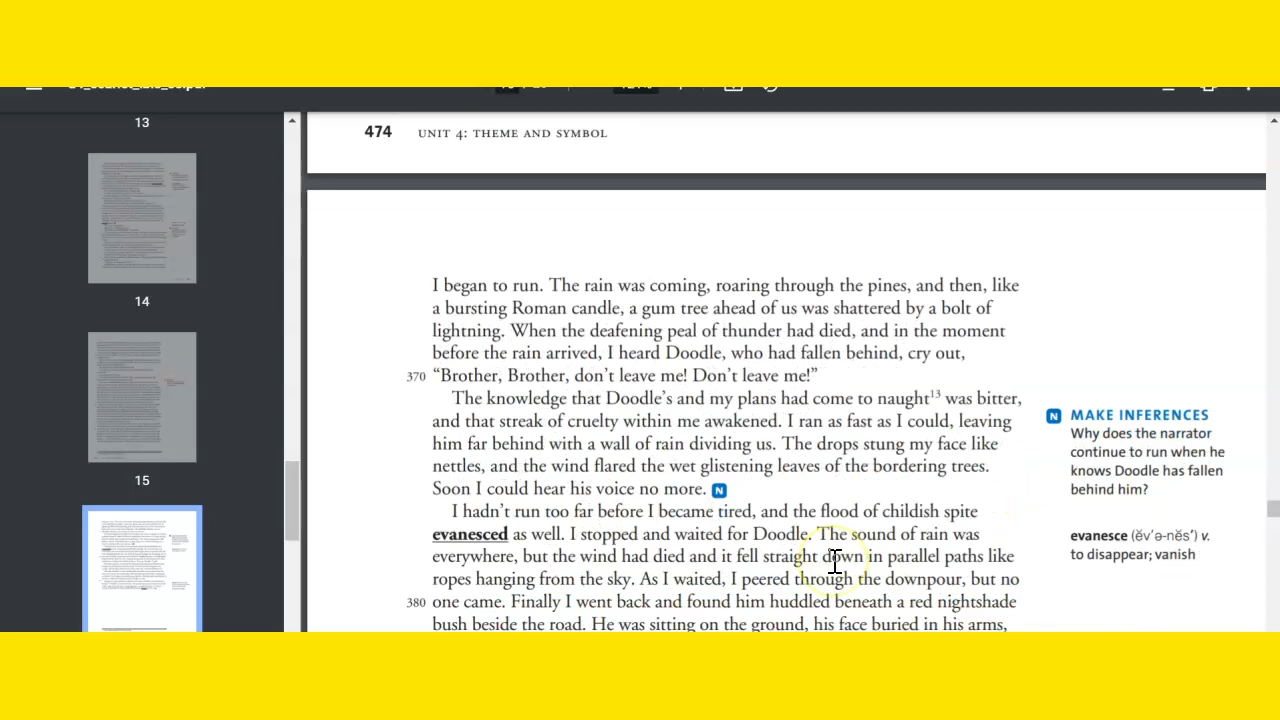 13
14
15
474 UNIT 4: THEME AND SYMBOL
I began to run. The rain was coming, roaring through the pines, and then, like
a bursting Roman candle, a gum tree ahead of us was shattered by a bolt of
lightning. When the deafening peal of thunder had died, and in the moment
before the rain arrived, I heard Doodle, who had fallen behind, cry out,
370 “Brother, Brother, don’t leave me! Don’t leave me!”
The knowledge that Doodle’s and my plans had come to naught13 was bitter,
and that streak of cruelty within me awakened. I ran as fast as I could, leaving
him far behind with a wall of rain dividing us. The drops stung my face like
nettles, and the wind flared the wet glistening leaves of the bordering trees.
Soon I could hear his voice no more. N
I hadn’t run too far before I became tired, and the flood of childish spite
evanesced as well. I stopped and waited for Doodle. The sound of rain was
everywhere, but the wind had died and it fell straight down in parallel paths like
ropes hanging from the sky. As I waited, I peered through the downpour, but no
380 one came. Finally I went back and found him huddled beneath a red nightshade
bush beside the road. He was sitting on the ground, his face buried in his arms,
N MAKE INFERENCES
Why does the narrator
continue to run when he
knows Doodle has fallen
behind him?
evanesce (ĕv′ə-nĕs′) v.
to disappear; vanish